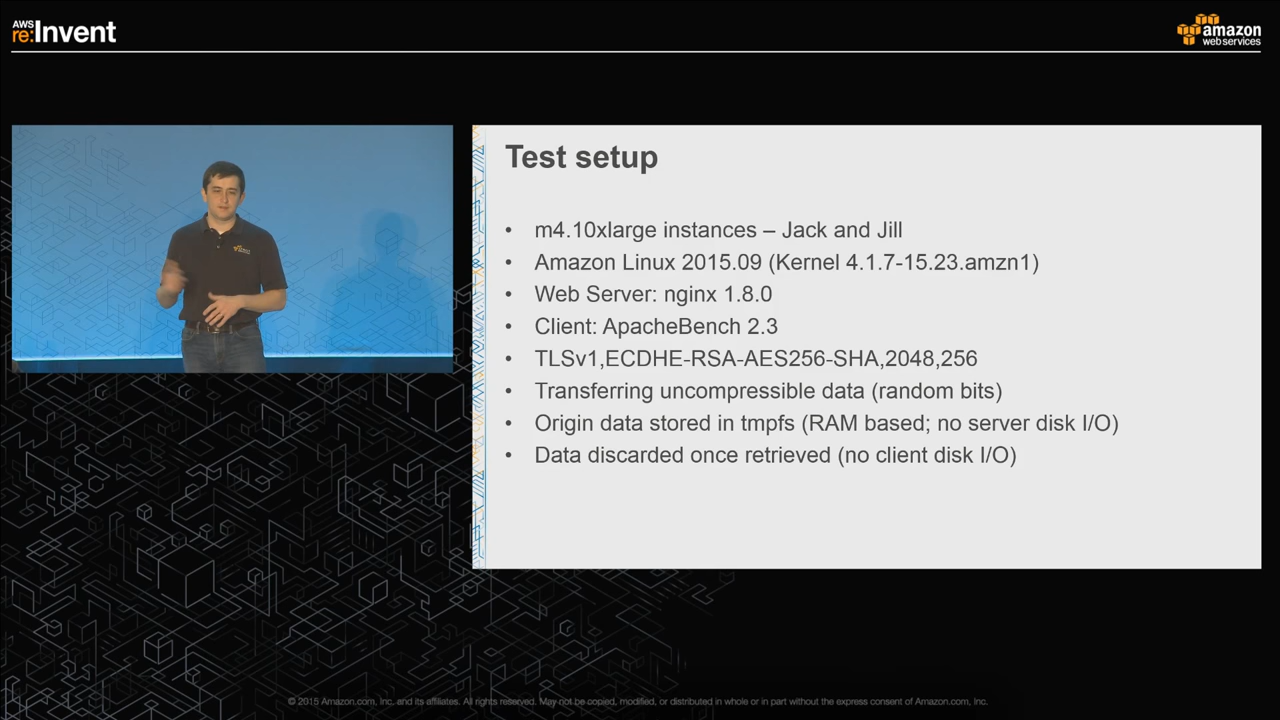 AWS
re:Invent
amazon
webservices
Test setup
• m4.10xlarge instances – Jack and Jill
• Amazon Linux 2015.09 (Kernel 4.1.7-15.23.amzn1)
• Web Server: nginx 1.8.0
• Client: ApacheBench 2.3
• TLSv1,ECDHE-RSA-AES256-SHA,2048,256
• Transferring uncompressible data (random bits)
• Origin data stored in tmpfs (RAM based; no server disk I/O)
• Data discarded once retrieved (no client disk I/O)
© 2015 Amazon.com, Inc. and its affiliates. All rights reserved. May not be copied, modified, or distributed in whole or in part without the express consent of Amazon.com, Inc.